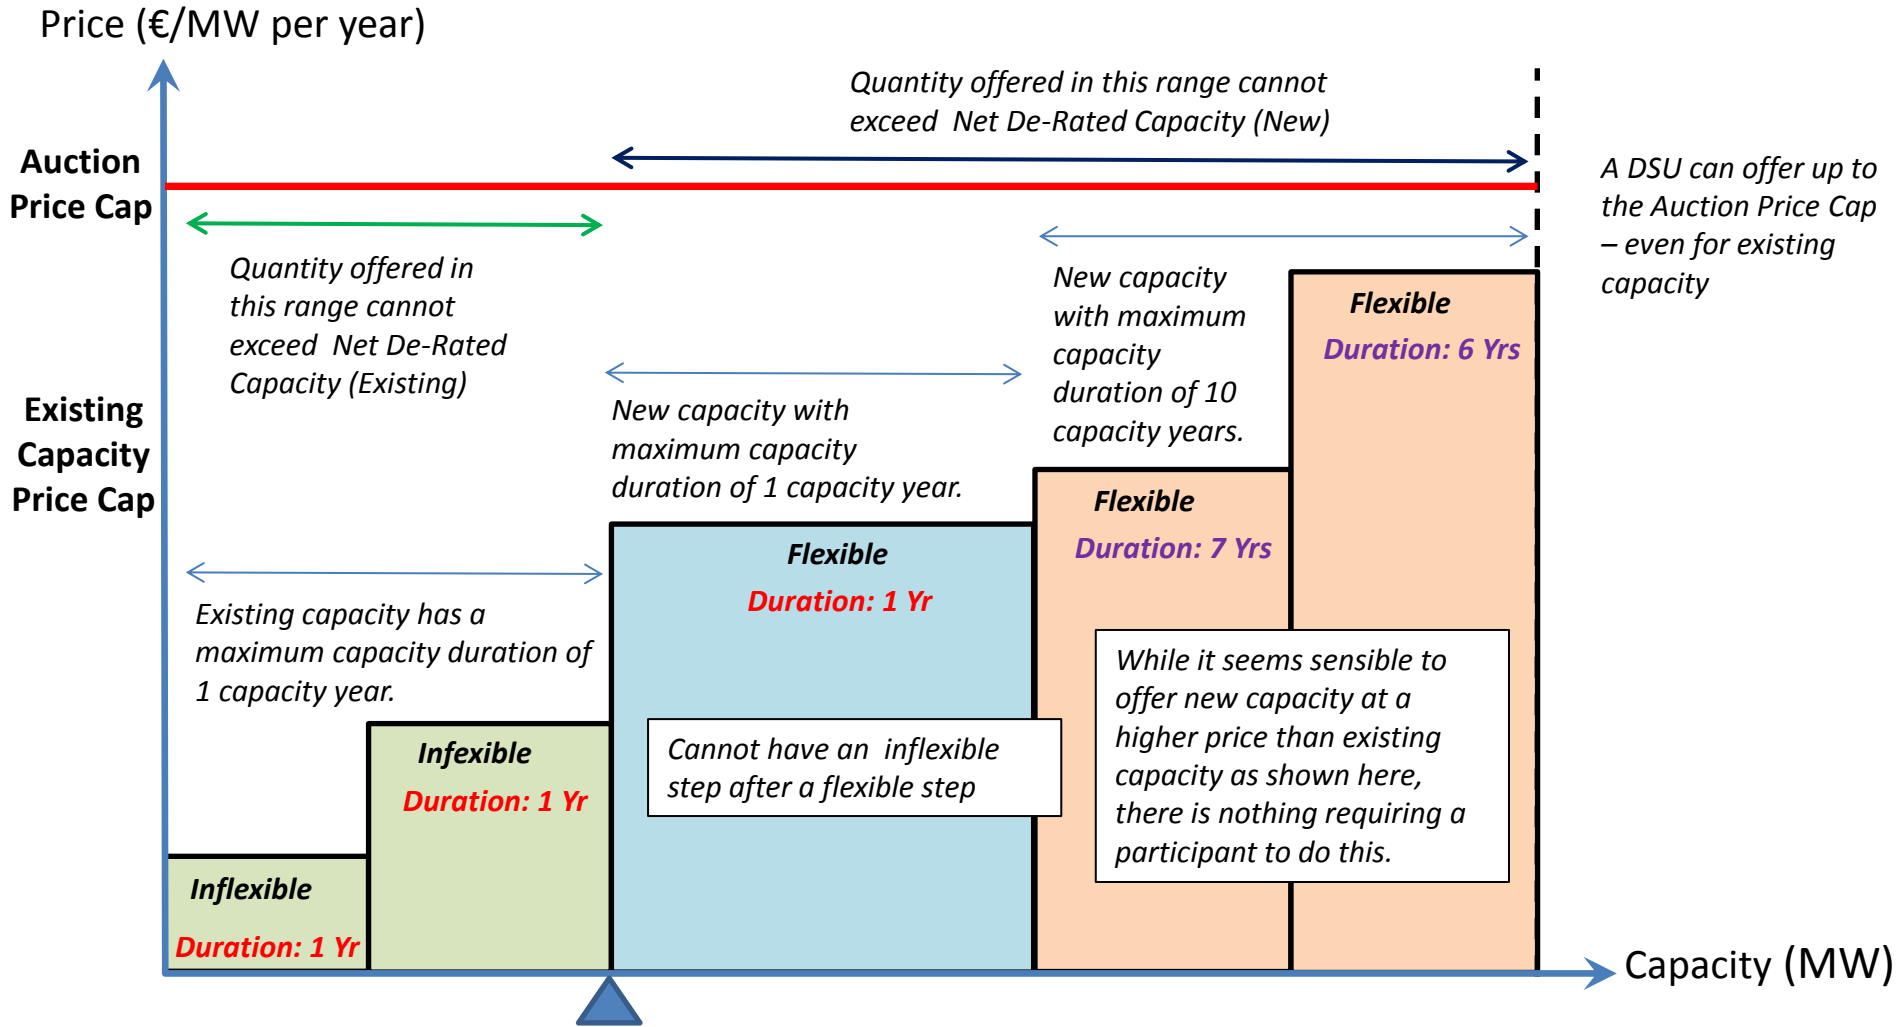 Price (€/MW per year)
Quantity offered in this range cannot
exceed  Net De-Rated Capacity (New)
Auction
Price Cap
A DSU can offer up to
the Auction Price Cap
– even for existing
capacity
Quantity offered in
this range cannot
exceed  Net De-Rated
Capacity (Existing)
New capacity
with maximum
capacity
duration of 10
capacity years.
Flexible
Duration: 6 Yrs
Existing
Capacity
Price Cap
New capacity with
maximum capacity
duration of 1 capacity year.
Flexible
Duration: 7 Yrs
Flexible
Duration: 1 Yr
Existing capacity has a
maximum capacity duration of
1 capacity year.
While it seems sensible to
offer new capacity at a
higher price than existing
capacity as shown here,
there is nothing requiring a
participant to do this.
Infexible
Duration: 1 Yr
Cannot have an  inflexible
step after a flexible step
Inflexible
Duration: 1 Yr
Capacity (MW)